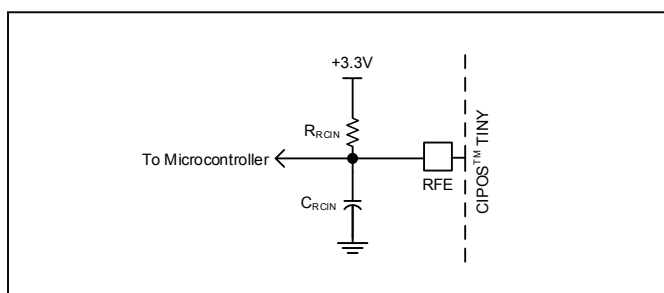 +3.3V
RRCIN
To Microcontroller
RFE
CIPOS™ TINY
CRCIN